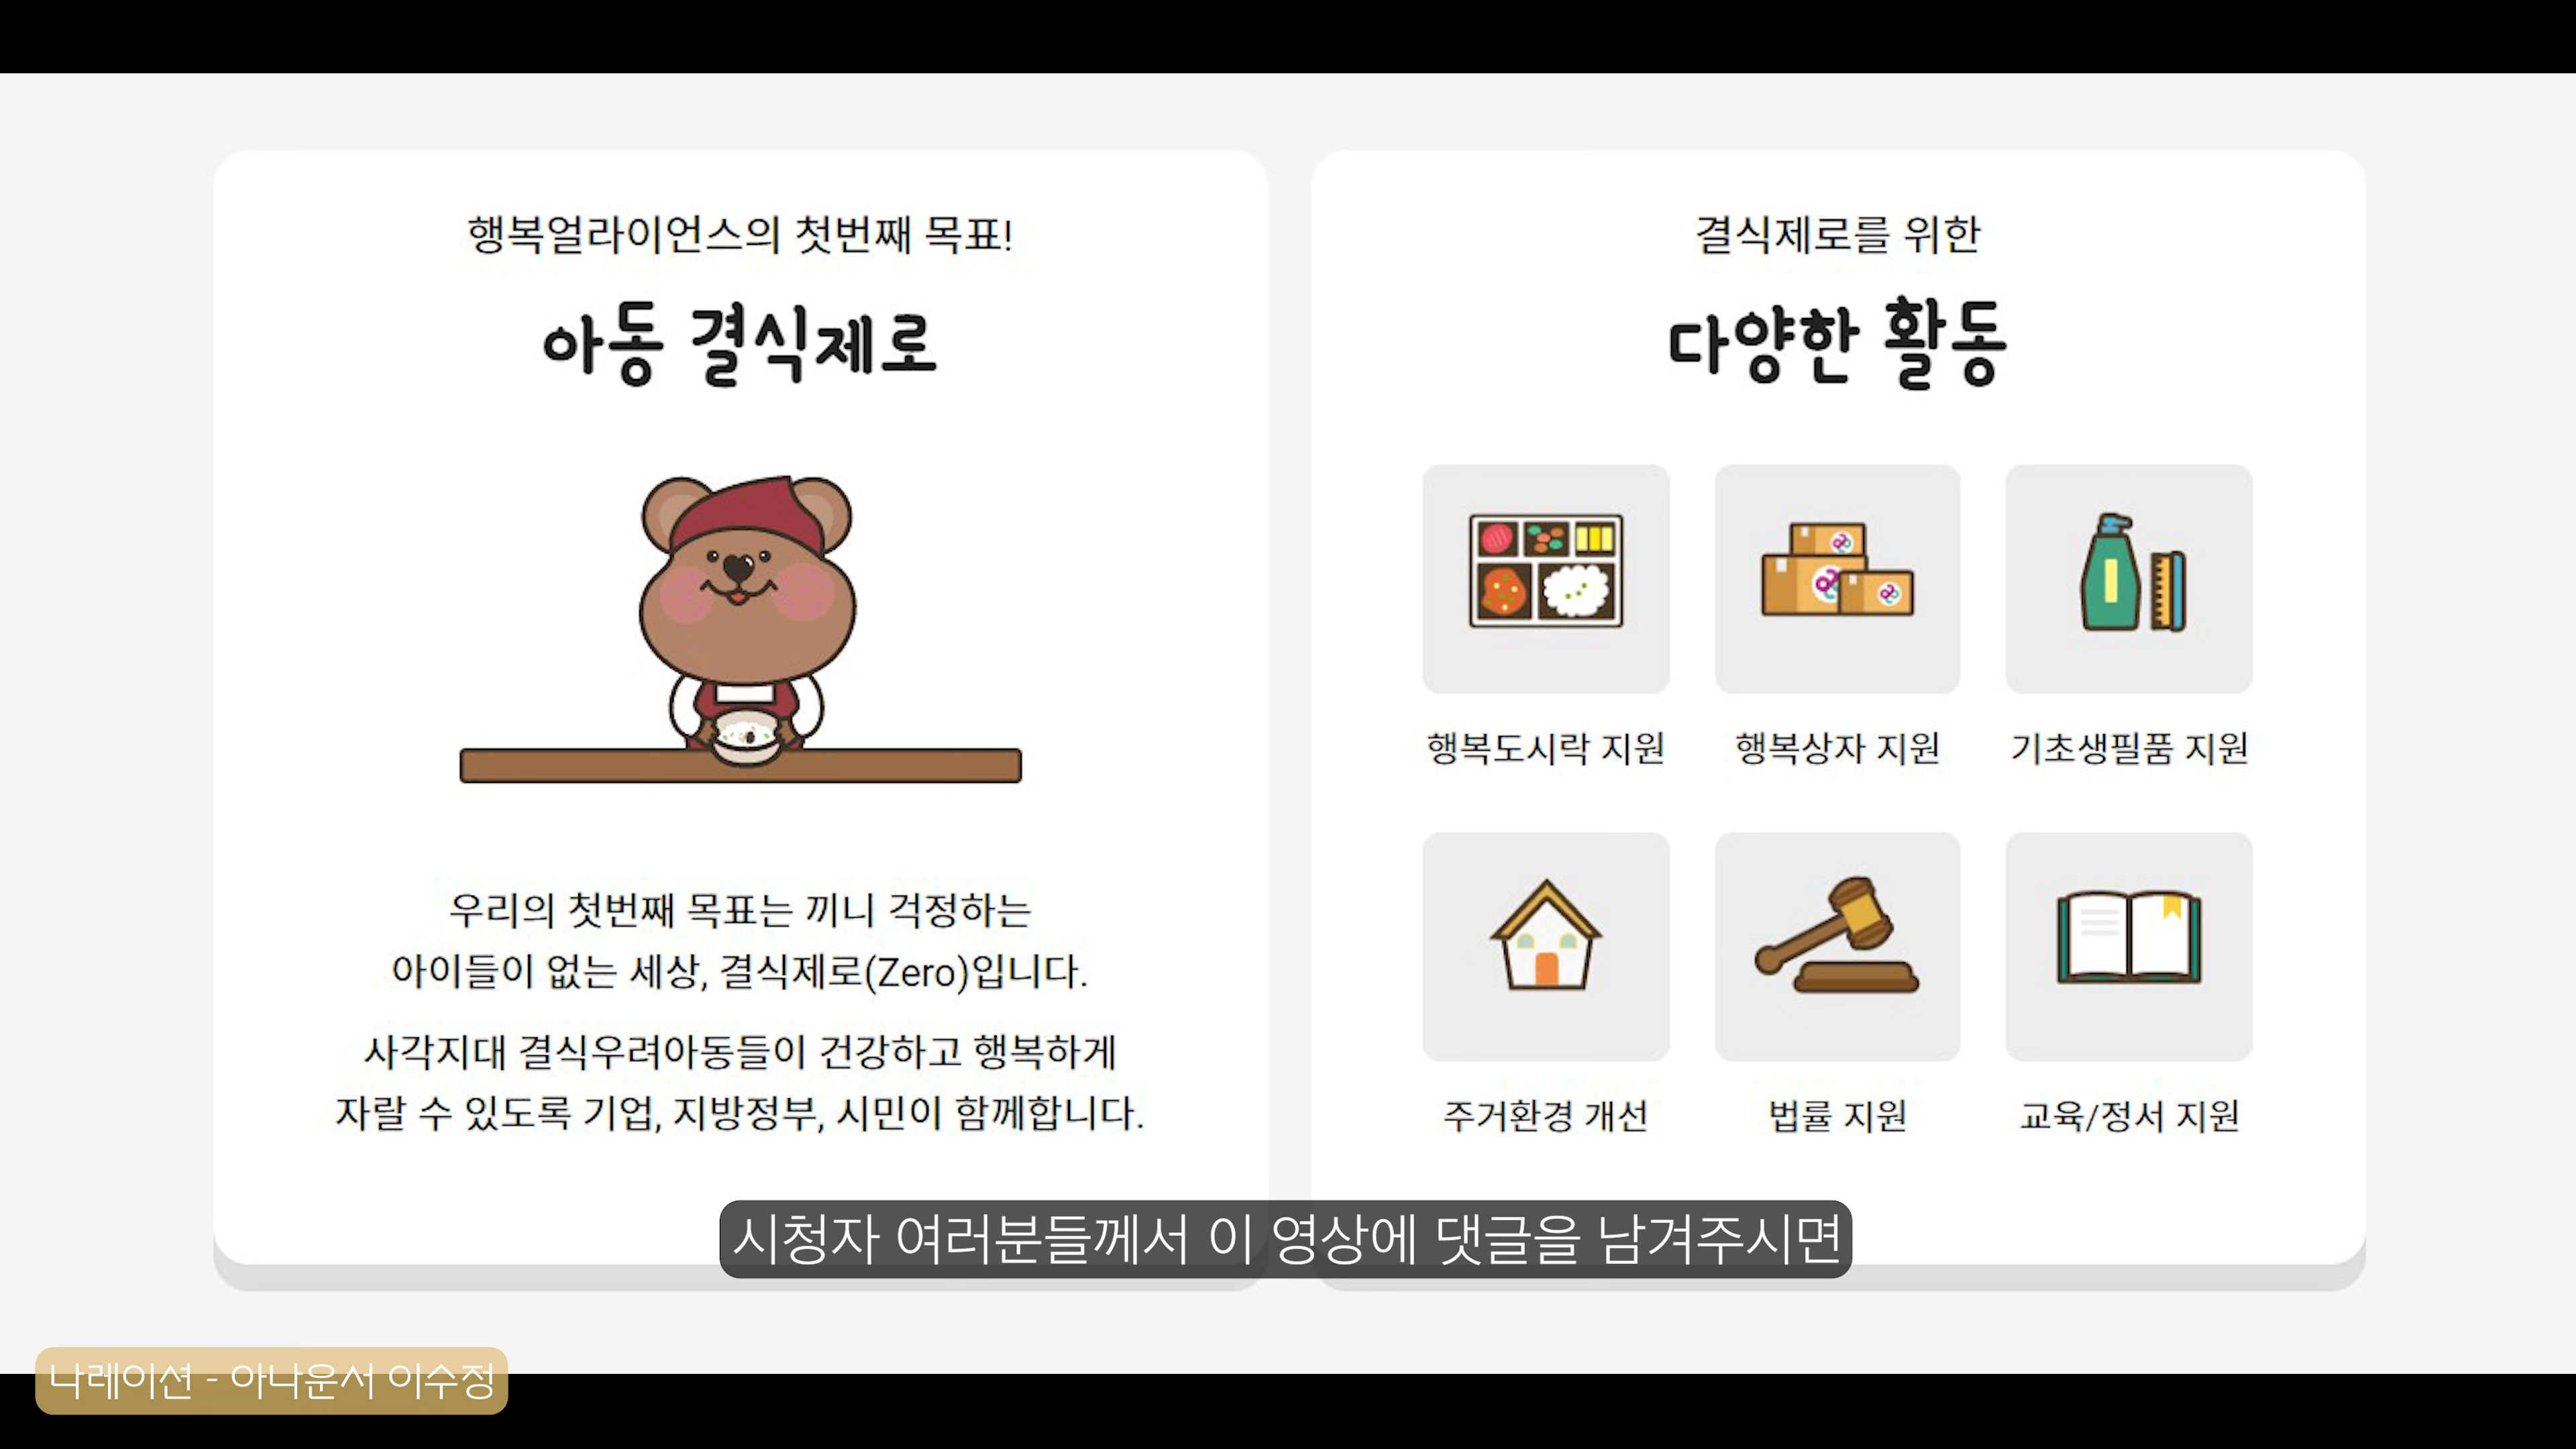 행복얼라이언스의 첫번째 목표!
아동 결식제로
우리의 첫번째 목표는 끼니 걱정하는
아이들이 없는 세상, 결식제로(Zero)입니다.
사각지대 결식우려아동들이 건강하고 행복하게
자랄 수 있도록 기업, 지방정부, 시민이 함께합니다.
결식제로를 위한
다양한 활동
행복도시락 지원
행복상자 지원
기초생필품 지원
주거환경 개선
법률 지원
교육/정서 지원
시청자 여러분들께서 이 영상에 댓글을 남겨주시면
나레이션 - 아나운서 이수정